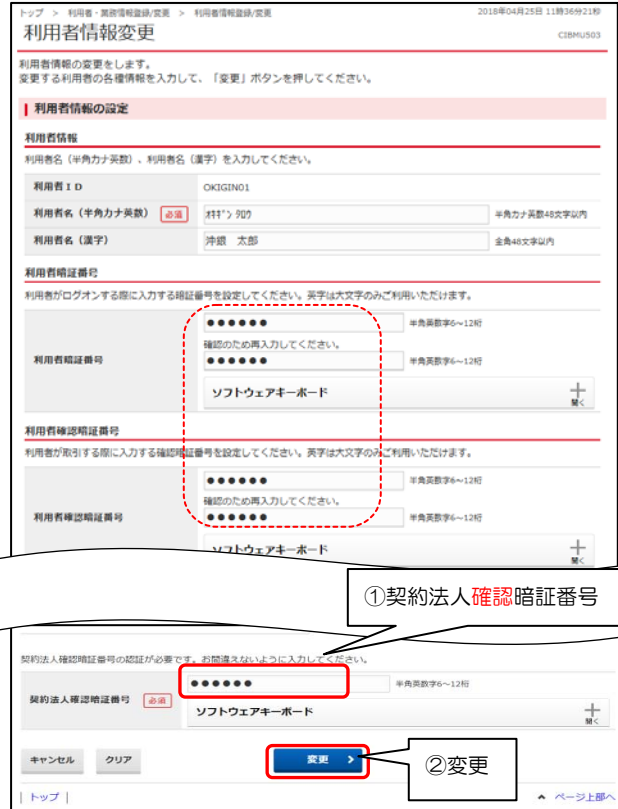 トップ > 利用者・業務情報登録/変更 > 利用者情報登録/変更
2018年04月25日 11時36分21秒
利用者情報変更
CIBMU503
利用者情報の変更をします。
変更する利用者の各種情報を入力して、「変更」ボタンを押してください。
利用者情報の設定
利用者情報
利用者名（半角カナ英数）、利用者名（漢字）を入力してください。
利用者ＩＤ OKIGIN01
利用者名（半角カナ英数） 必須 ｵｷｷﾞﾝ ﾀﾛｳ 半角カナ英数48文字以内
利用者名（漢字） 沖銀　太郎 全角48文字以内
利用者暗証番号
利用者がログオンする際に入力する暗証番号を設定してください。英字は大文字のみご利用いただけます。
●●●●●● 半角英数字6～12桁
確認のため再入力してください。
利用者暗証番号 ●●●●●● 半角英数字6～12桁
ソフトウェアキーボード 開く
利用者確認暗証番号
利用者が取引する際に入力する確認暗証番号を設定してください。英字は大文字のみご利用いただけます。
●●●●●● 半角英数字6～12桁
確認のため再入力してください。
利用者確認暗証番号 ●●●●●● 半角英数字6～12桁
ソフトウェアキーボード 開く
①契約法人確認暗証番号
契約法人確認暗証番号の認証が必要です。お間違えないように入力してください。
●●●●●● 半角英数字6～12桁
契約法人確認暗証番号 必須
ソフトウェアキーボード 開く
キャンセル クリア 変更 ②変更
| トップ | ページ上部へ